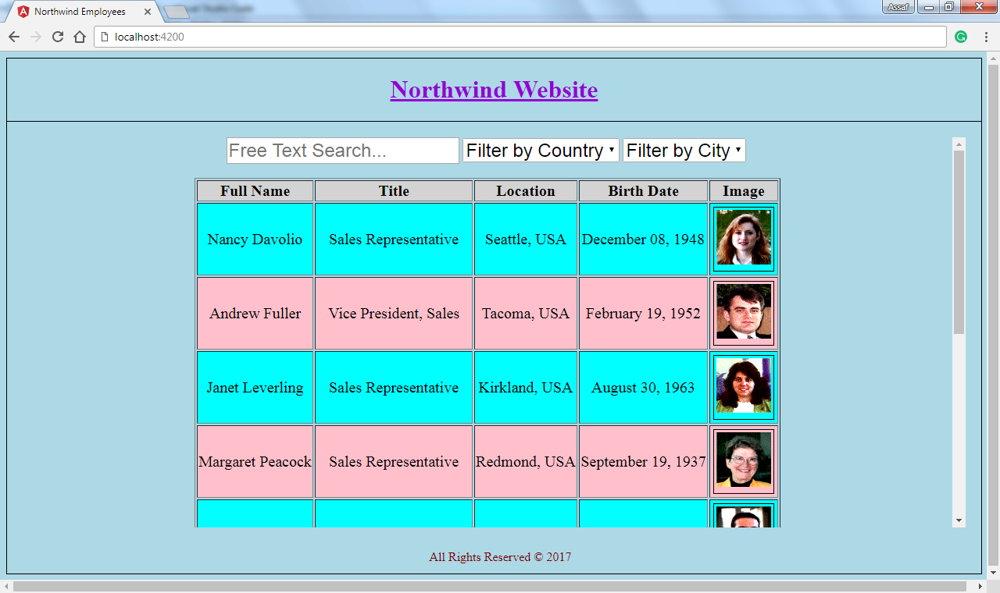 Northwind Employees
Assaf
localhost:4200
Northwind Website
Free Text Search... Filter by Country Filter by City
Full Name Title Location Birth Date Image
Nancy Davolio Sales Representative Seattle, USA December 08, 1948
Andrew Fuller Vice President, Sales Tacoma, USA February 19, 1952
Janet Leverling Sales Representative Kirkland, USA August 30, 1963
Margaret Peacock Sales Representative Redmond, USA September 19, 1937
All Rights Reserved © 2017